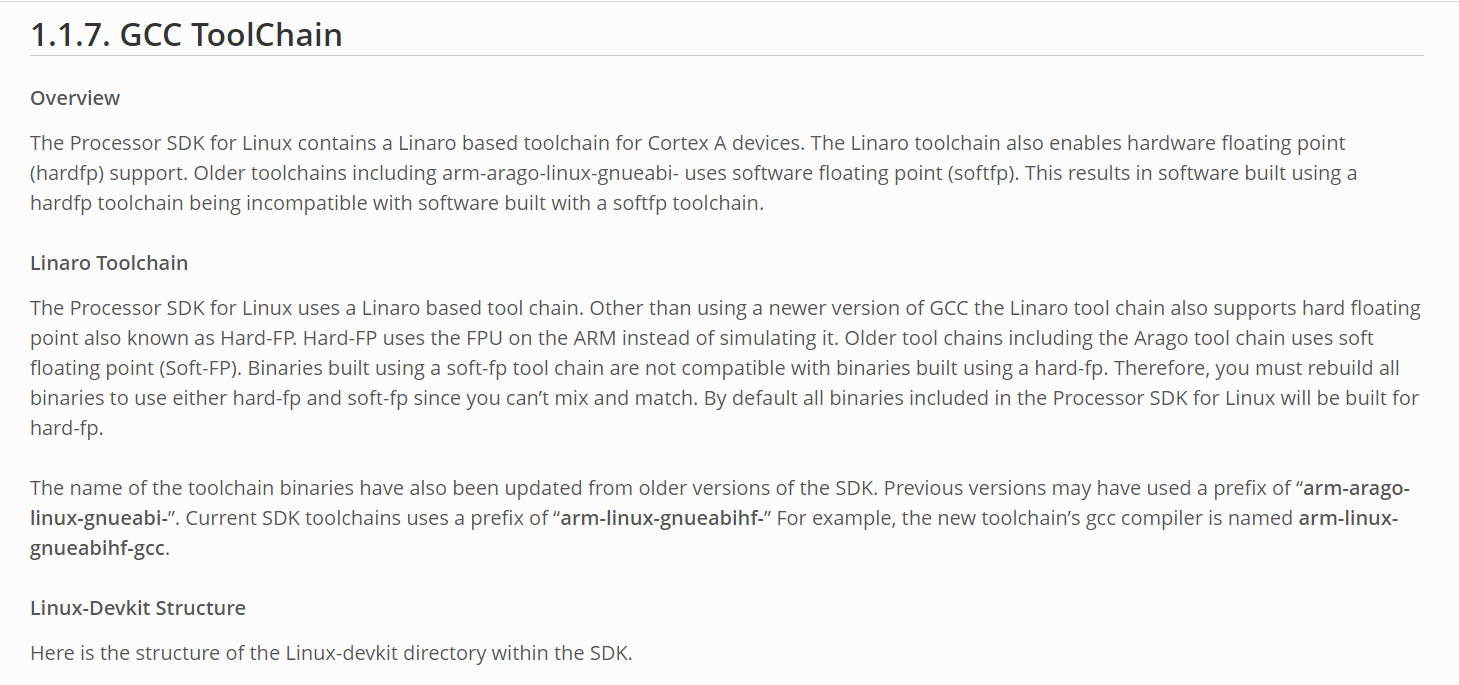 1.1.7. GCC ToolChain
Overview
The Processor SDK for Linux contains a Linaro based toolchain for Cortex A devices. The Linaro toolchain also enables hardware floating point
(hardfp) support. Older toolchains including arm-arago-linux-gnueabi- uses software floating point (softfp). This results in software built using a
hardfp toolchain being incompatible with software built with a softfp toolchain.
Linaro Toolchain
The Processor SDK for Linux uses a Linaro based tool chain. Other than using a newer version of GCC the Linaro tool chain also supports hard floating
point also known as Hard-FP. Hard-FP uses the FPU on the ARM instead of simulating it. Older tool chains including the Arago tool chain uses soft
floating point (Soft-FP). Binaries built using a soft-fp tool chain are not compatible with binaries built using a hard-fp. Therefore, you must rebuild all
binaries to use either hard-fp and soft-fp since you can’t mix and match. By default all binaries included in the Processor SDK for Linux will be built for
hard-fp.
The name of the toolchain binaries have also been updated from older versions of the SDK. Previous versions may have used a prefix of “arm-arago-
linux-gnueabi-”. Current SDK toolchains uses a prefix of “arm-linux-gnueabihf-” For example, the new toolchain’s gcc compiler is named arm-linux-
gnueabihf-gcc.
Linux-Devkit Structure
Here is the structure of the Linux-devkit directory within the SDK.